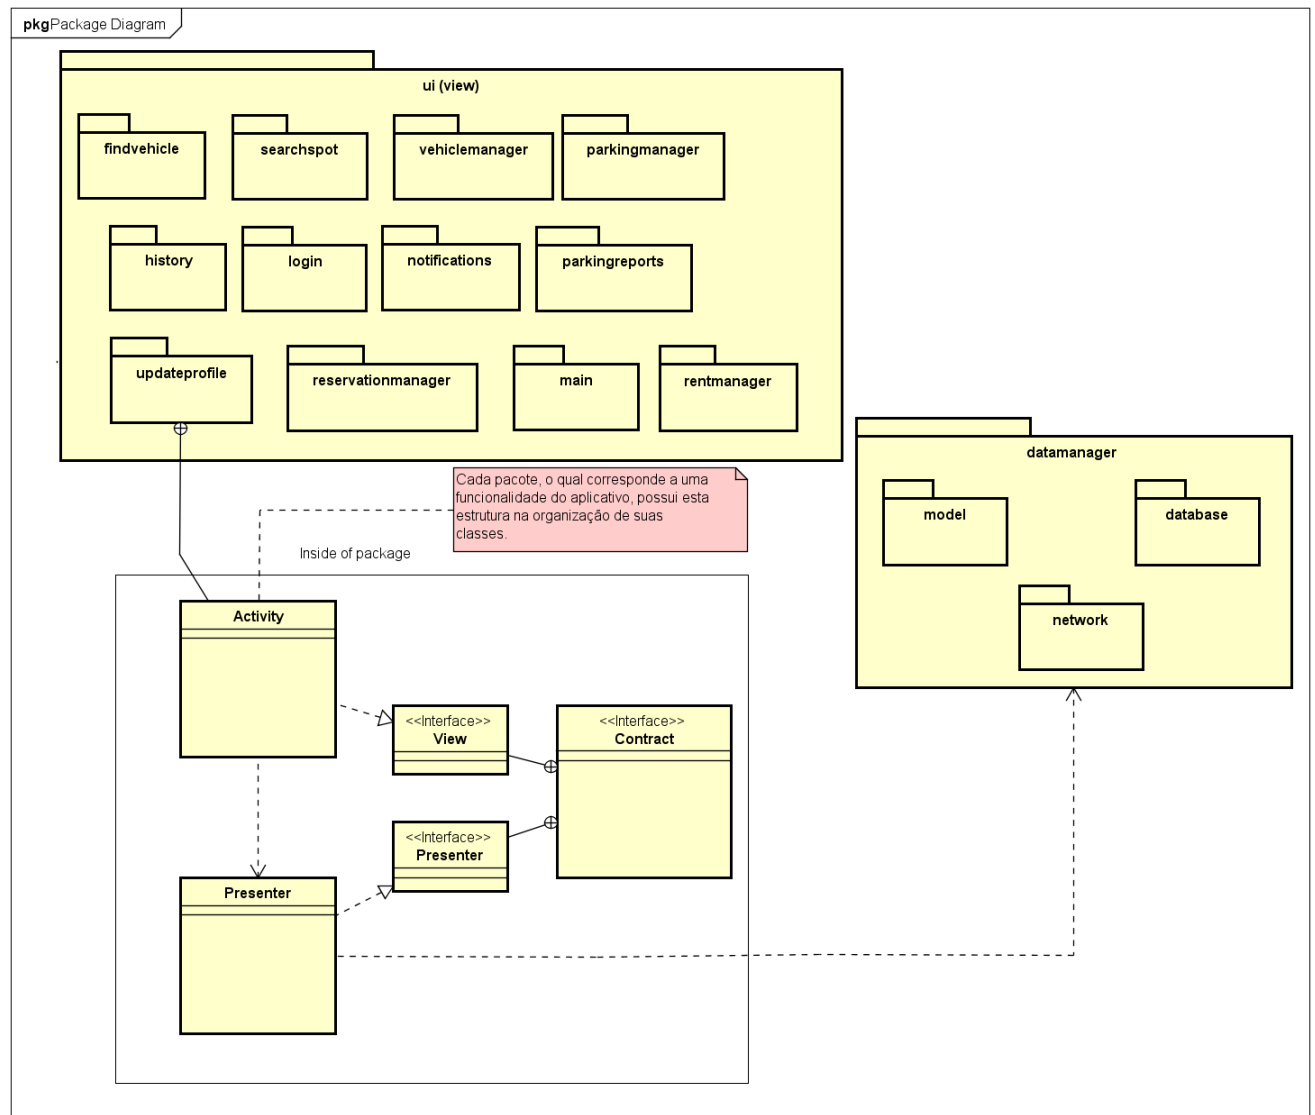 pkgPackage Diagram
ui (view)
findvehicle
searchspot
vehiclemanager
parkingmanager
history
login
notifications
parkingreports
updateprofile
reservationmanager
main
rentmanager
datamanager
model
database
network
Cada pacote, o qual corresponde a uma
funcionalidade do aplicativo, possui esta
estrutura na organização de suas
classes.
Inside of package
Activity
<<Interface>>
View
<<Interface>>
Contract
<<Interface>>
Presenter
Presenter